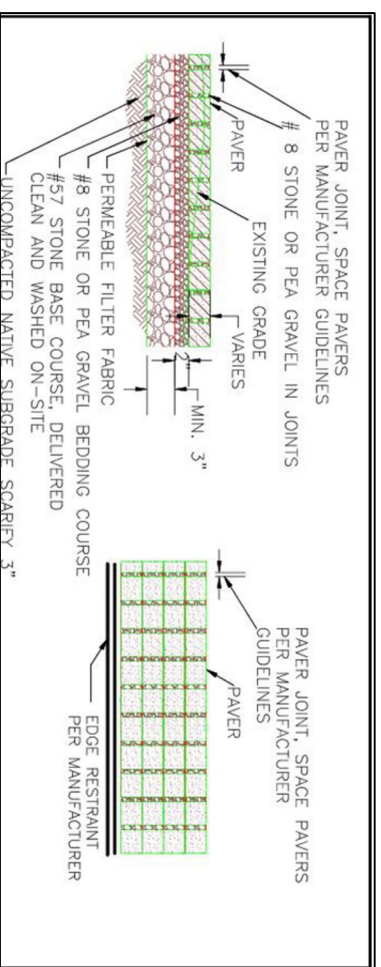 PAVER JOINT, SPACE PAVERS
PER MANUFACTURER GUIDELINES
# 8 STONE OR PEA GRAVEL IN JOINTS
PAVER
EXISTING GRADE
VARIES
2"
MIN. 3"
PERMEABLE FILTER FABRIC
#8 STONE OR PEA GRAVEL BEDDING COURSE
#57 STONE BASE COURSE, DELIVERED
CLEAN AND WASHED ON-SITE
UNCOMPACTED NATIVE SUBGRADE SCARIFY 3"
PAVER JOINT, SPACE PAVERS
PER MANUFACTURER
GUIDELINES
PAVER
EDGE RESTRAINT
PER MANUFACTURER